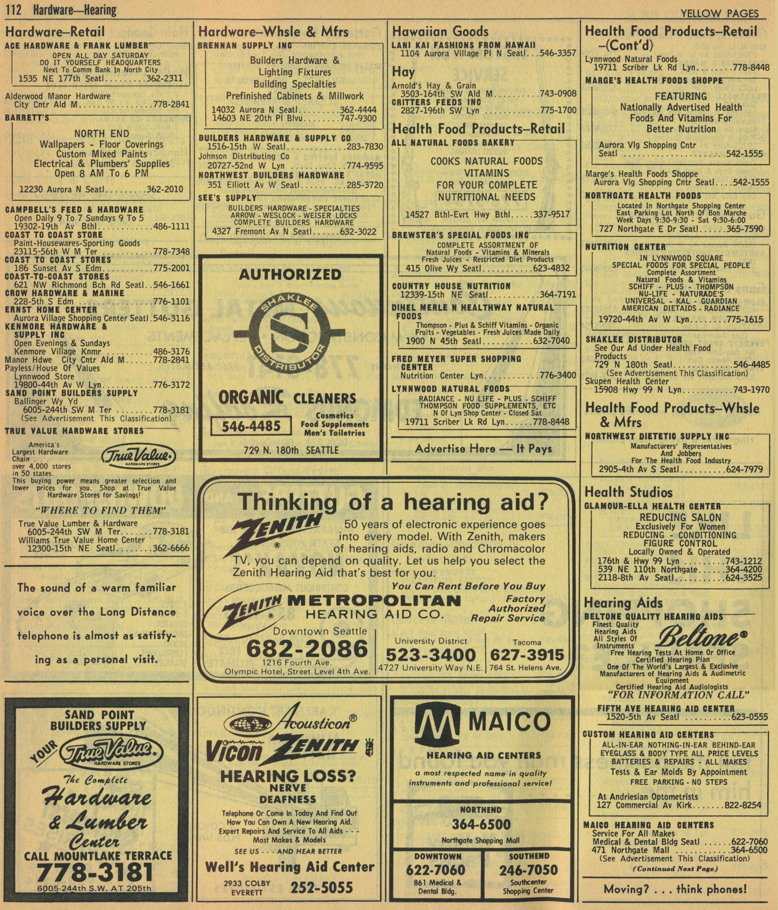 112 Hardware—Hearing
YELLOW PAGES
Hardware–Retail
ACE HARDWARE & FRANK LUMBER
OPEN ALL DAY SATURDAY
DO IT YOURSELF HEADQUARTERS
Next To Comm Bank In North City
1535 NE 177th Seatl.....362-2311
Alderwood Manor Hardware
City Cntr Ald M...........778-2841
BARRETT'S
NORTH END
Wallpapers - Floor Coverings
Custom Mixed Paints
Electrical & Plumbers' Supplies
Open 8 AM To 6 PM
12230 Aurora N Seatl.......362-2010
CAMPBELL'S FEED & HARDWARE
Open Daily 9 To 7 Sundays 9 To 5
19302-19th Av Bthl.........486-1111
COAST TO COAST STORE
Paint-Housewares-Sporting Goods
23115-56th W M Ter.........778-7348
COAST TO COAST STORES
186 Sunset Av S Edm........775-2001
COAST-TO-COAST STORES
621 NW Richmond Bch Rd Seatl..546-1661
CROW HARDWARE & MARINE
228-5th S Edm..............776-1101
ERNST HOME CENTER
Aurora Village Shopping Center Seatl.546-3116
KENMORE HARDWARE &
SUPPLY INC
Open Evenings & Sundays
Kenmore Village Knmr.......486-3176
Manor Hdwe City Cntr Ald M...778-2841
Payless/House Of Values
Lynnwood Store
19800-44th Av W Lyn........776-3172
SAND POINT BUILDERS SUPPLY
Ballinger Wy Yd
6005-244th SW M Ter........778-3181
(See Advertisement This Classification)
TRUE VALUE HARDWARE STORES
America's
Largest Hardware
Chain
over 4,000 stores
in 50 states.
True Value.
HARDWARE STORES
This buying power means greater selection and
lower prices for you. Shop at True Value
Hardware Stores for Savings!
"WHERE TO FIND THEM"
True Value Lumber & Hardware
6005-244th SW M Ter........778-3181
Williams True Value Home Center
12300-15th NE Seatl........362-6666
The sound of a warm familiar
voice over the Long Distance
telephone is almost as satisfy-
ing as a personal visit.
SAND POINT
BUILDERS SUPPLY
YOUR
True Value.
HARDWARE STORES
The Complete
Hardware
& Lumber
Center
CALL MOUNTLAKE TERRACE
778-3181
6005-244th S.W. AT 205th
Hardware–Whsle & Mfrs
BRENNAN SUPPLY INC
Builders Hardware &
Lighting Fixtures
Building Specialties
Prefinished Cabinets & Millwork
14032 Aurora N Seatl.......362-4444
14603 NE 20th Pl Blvu......747-9300
BUILDERS HARDWARE & SUPPLY CO
1516-15th W Seatl..........283-7830
Johnson Distributing Co
20727-52nd W Lyn...........774-9595
NORTHWEST BUILDERS HARDWARE
351 Elliott Av W Seatl.....285-3720
SEE'S SUPPLY
BUILDERS HARDWARE - SPECIALTIES
ARROW - WESLOCK - WEISER LOCKS
COMPLETE BUILDERS HARDWARE
4327 Fremont Av N Seatl....632-3022
AUTHORIZED
SHAKLEE
S
DISTRIBUTOR
ORGANIC CLEANERS
546-4485
Cosmetics
Food Supplements
Men's Toiletries
729 N. 180th SEATTLE
Hawaiian Goods
LANI KAI FASHIONS FROM HAWAII
1104 Aurora Village Pl N Seatl..546-3357
Hay
Arnold's Hay & Grain
3503-164th SW Ald M........743-0908
CRITTERS FEEDS INC
2827-196th SW Lyn..........775-1700
Health Food Products–Retail
ALL NATURAL FOODS BAKERY
COOKS NATURAL FOODS
VITAMINS
FOR YOUR COMPLETE
NUTRITIONAL NEEDS
14527 Bthl-Evrt Hwy Bthl....337-9517
BREWSTER'S SPECIAL FOODS INC
COMPLETE ASSORTMENT OF
Natural Foods - Vitamins & Minerals
Fresh Juices - Restricted Diet Products
415 Olive Wy Seatl.........623-4832
COUNTRY HOUSE NUTRITION
12339-15th NE Seatl........364-7191
DIHEL MERLE N HEALTHWAY NATURAL
FOODS
Thompson - Plus & Schiff Vitamins - Organic
Fruits - Vegetables - Fresh Juices Made Daily
1900 N 45th Seatl..........632-7040
FRED MEYER SUPER SHOPPING
CENTER
Nutrition Center Lyn.......776-3400
LYNNWOOD NATURAL FOODS
RADIANCE - NU LIFE - PLUS - SCHIFF
THOMPSON FOOD SUPPLEMENTS, ETC
N Of Lyn Shop Center - Closed Sat
19711 Scriber Lk Rd Lyn....778-8448
Advertise Here — It Pays
Thinking of a hearing aid?
ZENITH
50 years of electronic experience goes
into every model. With Zenith, makers
of hearing aids, radio and Chromacolor
TV, you can depend on quality. Let us help you select the
Zenith Hearing Aid that's best for you.
You Can Rent Before You Buy
ZENITH METROPOLITAN
HEARING AID CO.
Factory
Authorized
Repair Service
Downtown Seattle
682-2086
1216 Fourth Ave.
Olympic Hotel, Street Level 4th Ave.
University District
523-3400
4727 University Way N.E.
Tacoma
627-3915
764 St. Helens Ave.
Acousticon®
Vicon ZENITH
HEARING LOSS?
NERVE
DEAFNESS
Telephone Or Come In Today And Find Out
How You Can Own A New Hearing Aid.
Expert Repairs And Service To All Aids - - -
Most Makes & Models
SEE US - - - AND HEAR BETTER
Well's Hearing Aid Center
2933 COLBY
EVERETT
252-5055
MAICO
HEARING AID CENTERS
a most respected name in quality
instruments and professional service!
NORTHEND
364-6500
Northgate Shopping Mall
DOWNTOWN
622-7060
861 Medical &
Dental Bldg.
SOUTHEND
246-7050
Southcenter
Shopping Center
Health Food Products–Retail
–(Cont'd)
Lynnwood Natural Foods
19711 Scriber Lk Rd Lyn....778-8448
MARGE'S HEALTH FOODS SHOPPE
FEATURING
Nationally Advertised Health
Foods And Vitamins For
Better Nutrition
Aurora Vlg Shopping Cntr
Seatl ..................542-1555
Marge's Health Foods Shoppe
Aurora Vlg Shopping Cntr Seatl...542-1555
NORTHGATE HEALTH FOODS
Located In Northgate Shopping Center
East Parking Lot North Of Bon Marche
Week Days 9:30-9:30 - Sat 9:30-6:00
727 Northgate E Dr Seatl....365-7590
NUTRITION CENTER
IN LYNNWOOD SQUARE
SPECIAL FOODS FOR SPECIAL PEOPLE
Complete Assortment
Natural Foods & Vitamins
SCHIFF - PLUS - THOMPSON
NU-LIFE - NATURADE'S
UNIVERSAL - KAL - GUARDIAN
AMERICAN DIETAIDS - RADIANCE
19720-44th Av W Lyn........775-1615
SHAKLEE DISTRIBUTOR
See Our Ad Under Health Food
Products
729 N 180th Seatl..........546-4485
(See Advertisement This Classification)
Skupen Health Center
15908 Hwy 99 N Lyn.........743-1970
Health Food Products–Whsle
& Mfrs
NORTHWEST DIETETIC SUPPLY INC
Manufacturers' Representatives
And Jobbers
For The Health Food Industry
2905-4th Av S Seatl........624-7979
Health Studios
GLAMOUR-ELLA HEALTH CENTER
REDUCING SALON
Exclusively For Women
REDUCING - CONDITIONING
FIGURE CONTROL
Locally Owned & Operated
176th & Hwy 99 Lyn.........743-1212
539 NE 110th Northgate.....364-4200
2118-8th Av Seatl..........624-3525
Hearing Aids
BELTONE QUALITY HEARING AIDS
Finest Quality
Hearing Aids
All Styles Of
Instruments
Beltone®
Free Hearing Tests At Home Or Office
Certified Hearing Plan
One Of The World's Largest & Exclusive
Manufacturers of Hearing Aids & Audimetric
Equipment
Certified Hearing Aid Audiologists
"FOR INFORMATION CALL"
FIFTH AVE HEARING AID CENTER
1520-5th Av Seatl..........623-0555
CUSTOM HEARING AID CENTERS
ALL-IN-EAR NOTHING-IN-EAR BEHIND-EAR
EYEGLASS & BODY TYPE ALL PRICE LEVELS
BATTERIES & REPAIRS - ALL MAKES
Tests & Ear Molds By Appointment
FREE PARKING - NO STEPS
At Andriesian Optometrists
127 Commercial Av Kirk.....822-8254
MAICO HEARING AID CENTERS
Service For All Makes
Medical & Dental Bldg Seatl....622-7060
471 Northgate Mall.........364-6500
(See Advertisement This Classification)
(Continued Next Page)
Moving? . . . think phones!